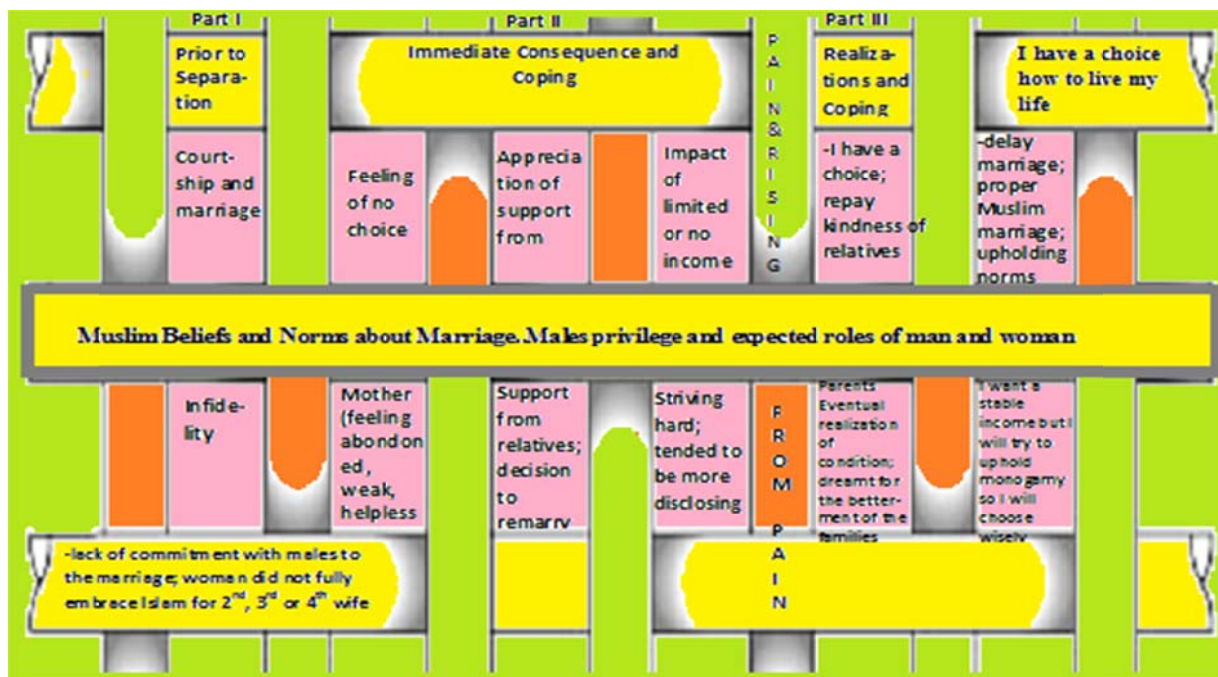 Part I
Part II
Part III
Prior to
Separa-
tion
Immediate Consequence and
Coping
P
A
I
N
&
R
I
S
I
N
G
Realiza-
tions and
Coping
I have a choice
how to live my
life
Court-
ship and
marriage
Feeling
of no
choice
Apprecia
tion of
support
from
Impact
of
limited
or no
income
-I have a
choice;
repay
kindness of
relatives
-delay
marriage;
proper
Muslim
marriage;
upholding
norms
Muslim Beliefs and Norms about Marriage. Males privilege and expected roles of man and woman
Infide-
lity
Mother
(feeling
abondon
ed,
weak,
helpless
Support
from
relatives;
decision
to
remarry
Striving
hard;
tended to
be more
disclosing
F
R
O
M
P
A
I
N
Parents
Eventual
realization
of
condition;
dreamt for
the better-
ment of the
families
I want a
stable
income but I
will try to
uphold
monogamy
so I will
choose
wisely
-lack of commitment with males to
the marriage; woman did not fully
embrace Islam for 2nd, 3rd or 4th wife